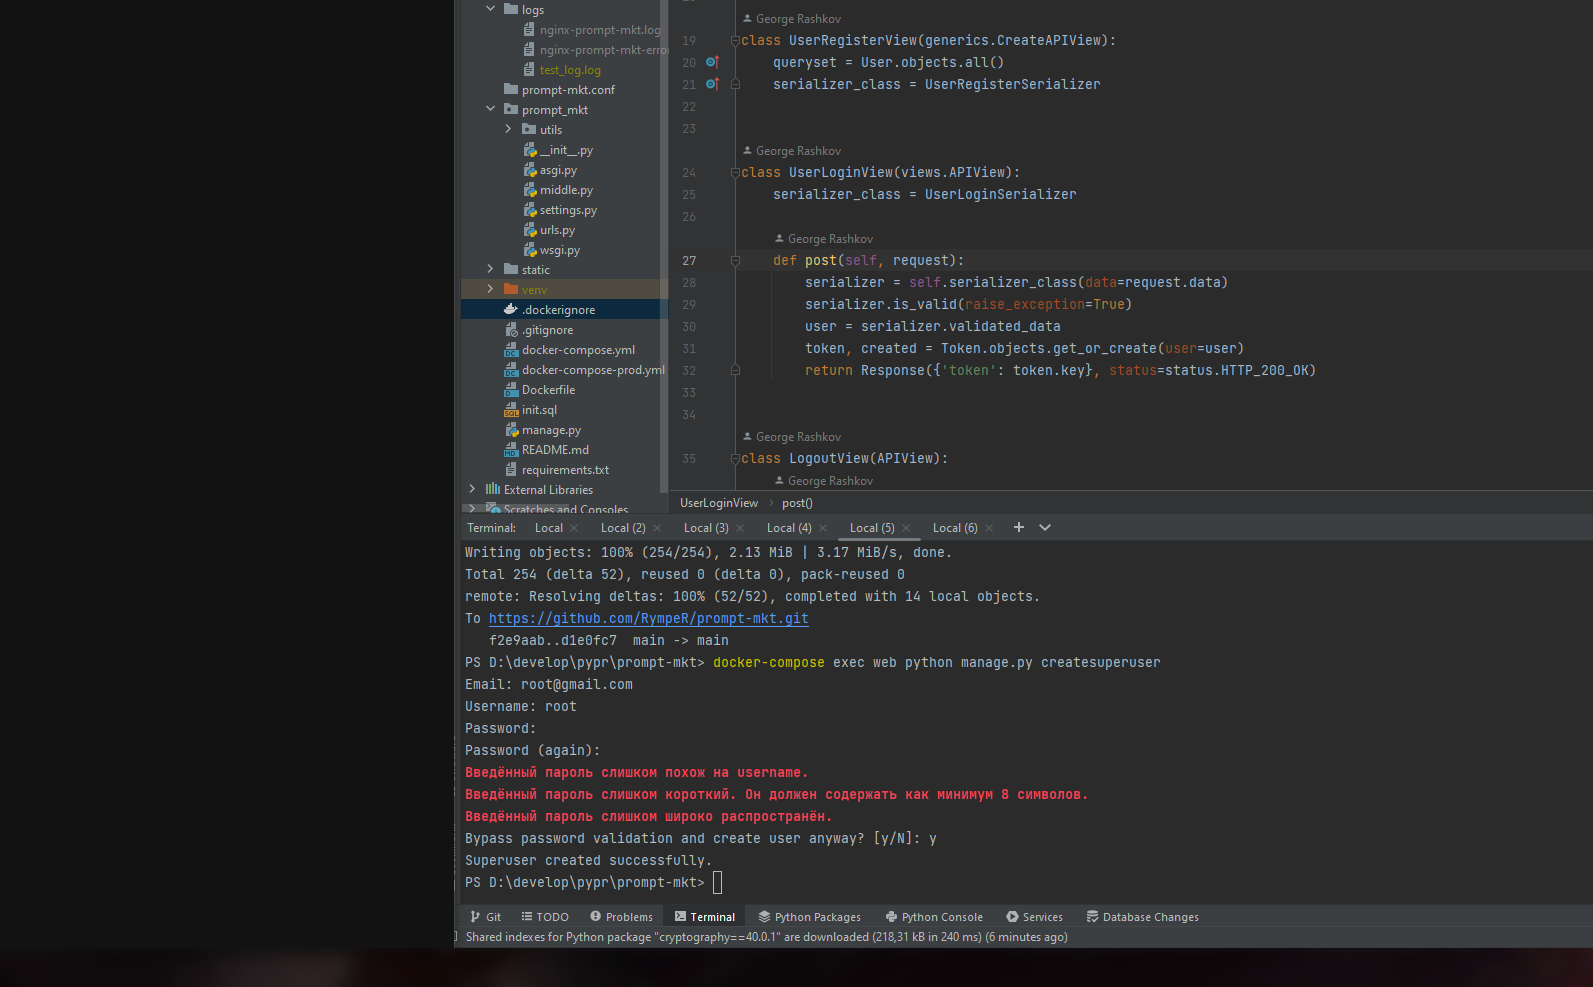 logs
nginx-prompt-mkt.log
nginx-prompt-mkt-erro
test_log.log
prompt-mkt.conf
prompt_mkt
utils
__init__.py
asgi.py
middle.py
settings.py
urls.py
wsgi.py
static
venv
.dockerignore
.gitignore
docker-compose.yml
docker-compose-prod.yml
Dockerfile
init.sql
manage.py
README.md
requirements.txt
External Libraries
Scratches and Consoles
George Rashkov
19 class UserRegisterView(generics.CreateAPIView):
20 queryset = User.objects.all()
21 serializer_class = UserRegisterSerializer
22
23
George Rashkov
24 class UserLoginView(views.APIView):
25 serializer_class = UserLoginSerializer
26
George Rashkov
27 def post(self, request):
28 serializer = self.serializer_class(data=request.data)
29 serializer.is_valid(raise_exception=True)
30 user = serializer.validated_data
31 token, created = Token.objects.get_or_create(user=user)
32 return Response({'token': token.key}, status=status.HTTP_200_OK)
33
34
George Rashkov
35 class LogoutView(APIView):
George Rashkov
UserLoginView > post()
Terminal: Local Local (2) Local (3) Local (4) Local (5) Local (6)
Writing objects: 100% (254/254), 2.13 MiB | 3.17 MiB/s, done.
Total 254 (delta 52), reused 0 (delta 0), pack-reused 0
remote: Resolving deltas: 100% (52/52), completed with 14 local objects.
To https://github.com/RympeR/prompt-mkt.git
f2e9aab..d1e0fc7 main -> main
PS D:\develop\pypr\prompt-mkt> docker-compose exec web python manage.py createsuperuser
Email: root@gmail.com
Username: root
Password:
Password (again):
Введённый пароль слишком похож на username.
Введённый пароль слишком короткий. Он должен содержать как минимум 8 символов.
Введённый пароль слишком широко распространён.
Bypass password validation and create user anyway? [y/N]: y
Superuser created successfully.
PS D:\develop\pypr\prompt-mkt>
Git TODO Problems Terminal Python Packages Python Console Services Database Changes
Shared indexes for Python package "cryptography==40.0.1" are downloaded (218,31 kB in 240 ms) (6 minutes ago)